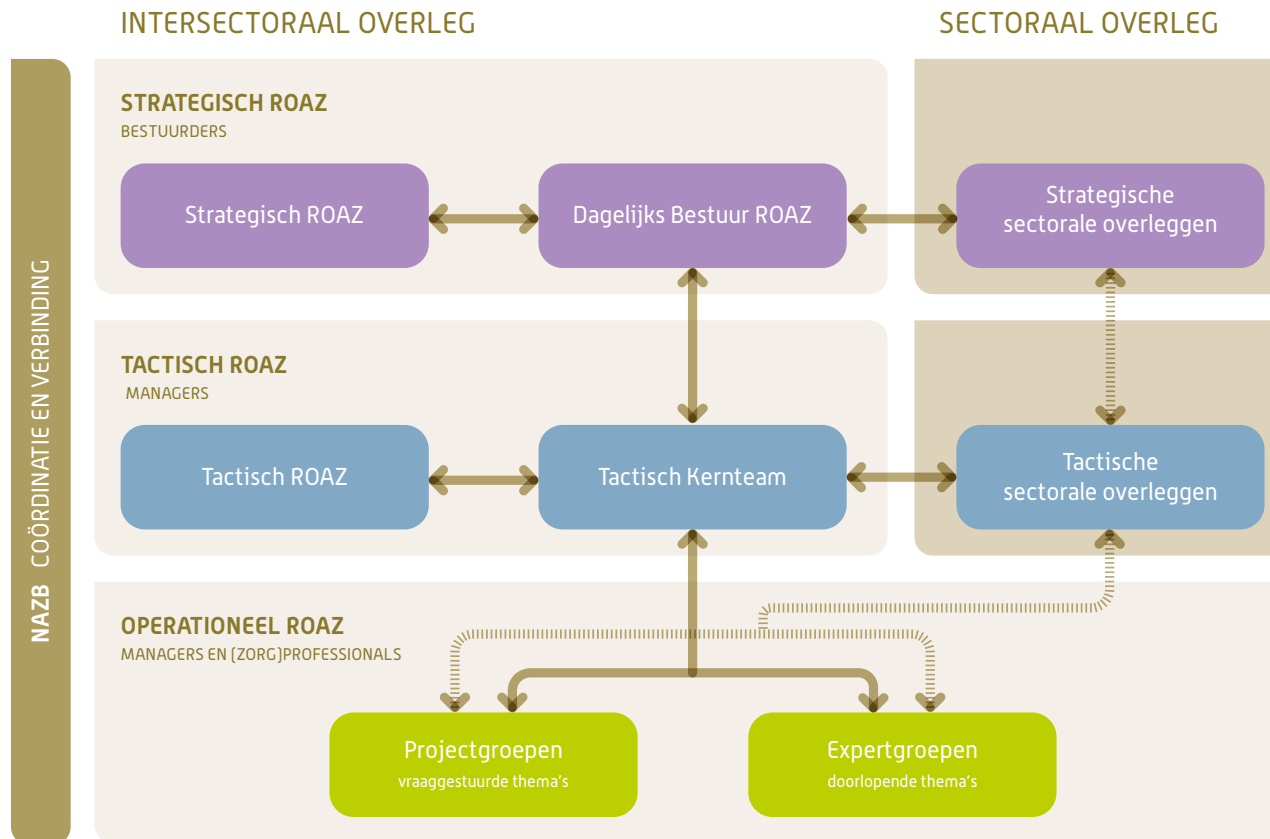 INTERSECTORAAL OVERLEG
SECTORAAL OVERLEG
NAZB COÖRDINATIE EN VERBINDING
STRATEGISCH ROAZ
BESTUURDERS
Strategisch ROAZ
Dagelijks Bestuur ROAZ
Strategische
sectorale overleggen
TACTISCH ROAZ
MANAGERS
Tactisch ROAZ
Tactisch Kernteam
Tactische
sectorale overleggen
OPERATIONEEL ROAZ
MANAGERS EN (ZORG)PROFESSIONALS
Projectgroepen
vraaggestuurde thema's
Expertgroepen
doorlopende thema's